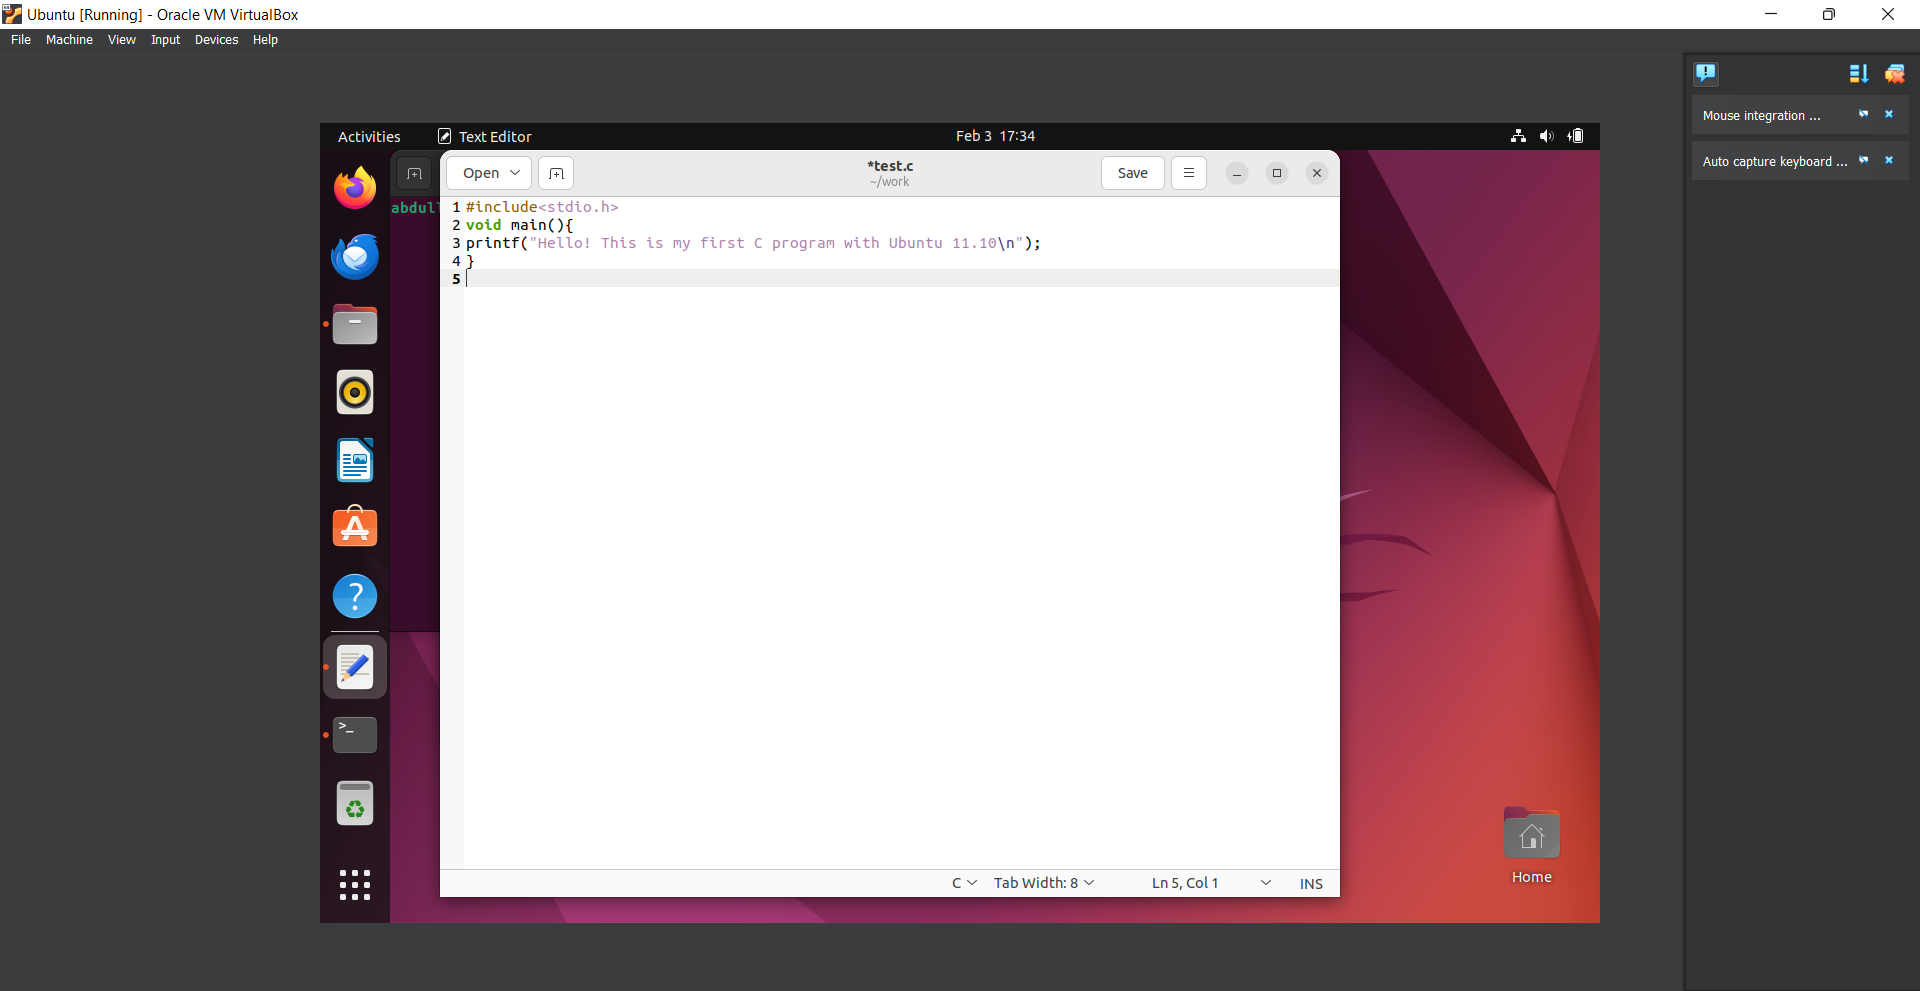 Ubuntu [Running] - Oracle VM VirtualBox
File Machine View Input Devices Help
Mouse integration ...
Auto capture keyboard ...
Activities Text Editor Feb 3 17:34
Open *test.c Save
~/work
abdul
1 #include<stdio.h>
2 void main(){
3 printf("Hello! This is my first C program with Ubuntu 11.10\n");
4 }
5
Home
C Tab Width: 8 Ln 5, Col 1 INS